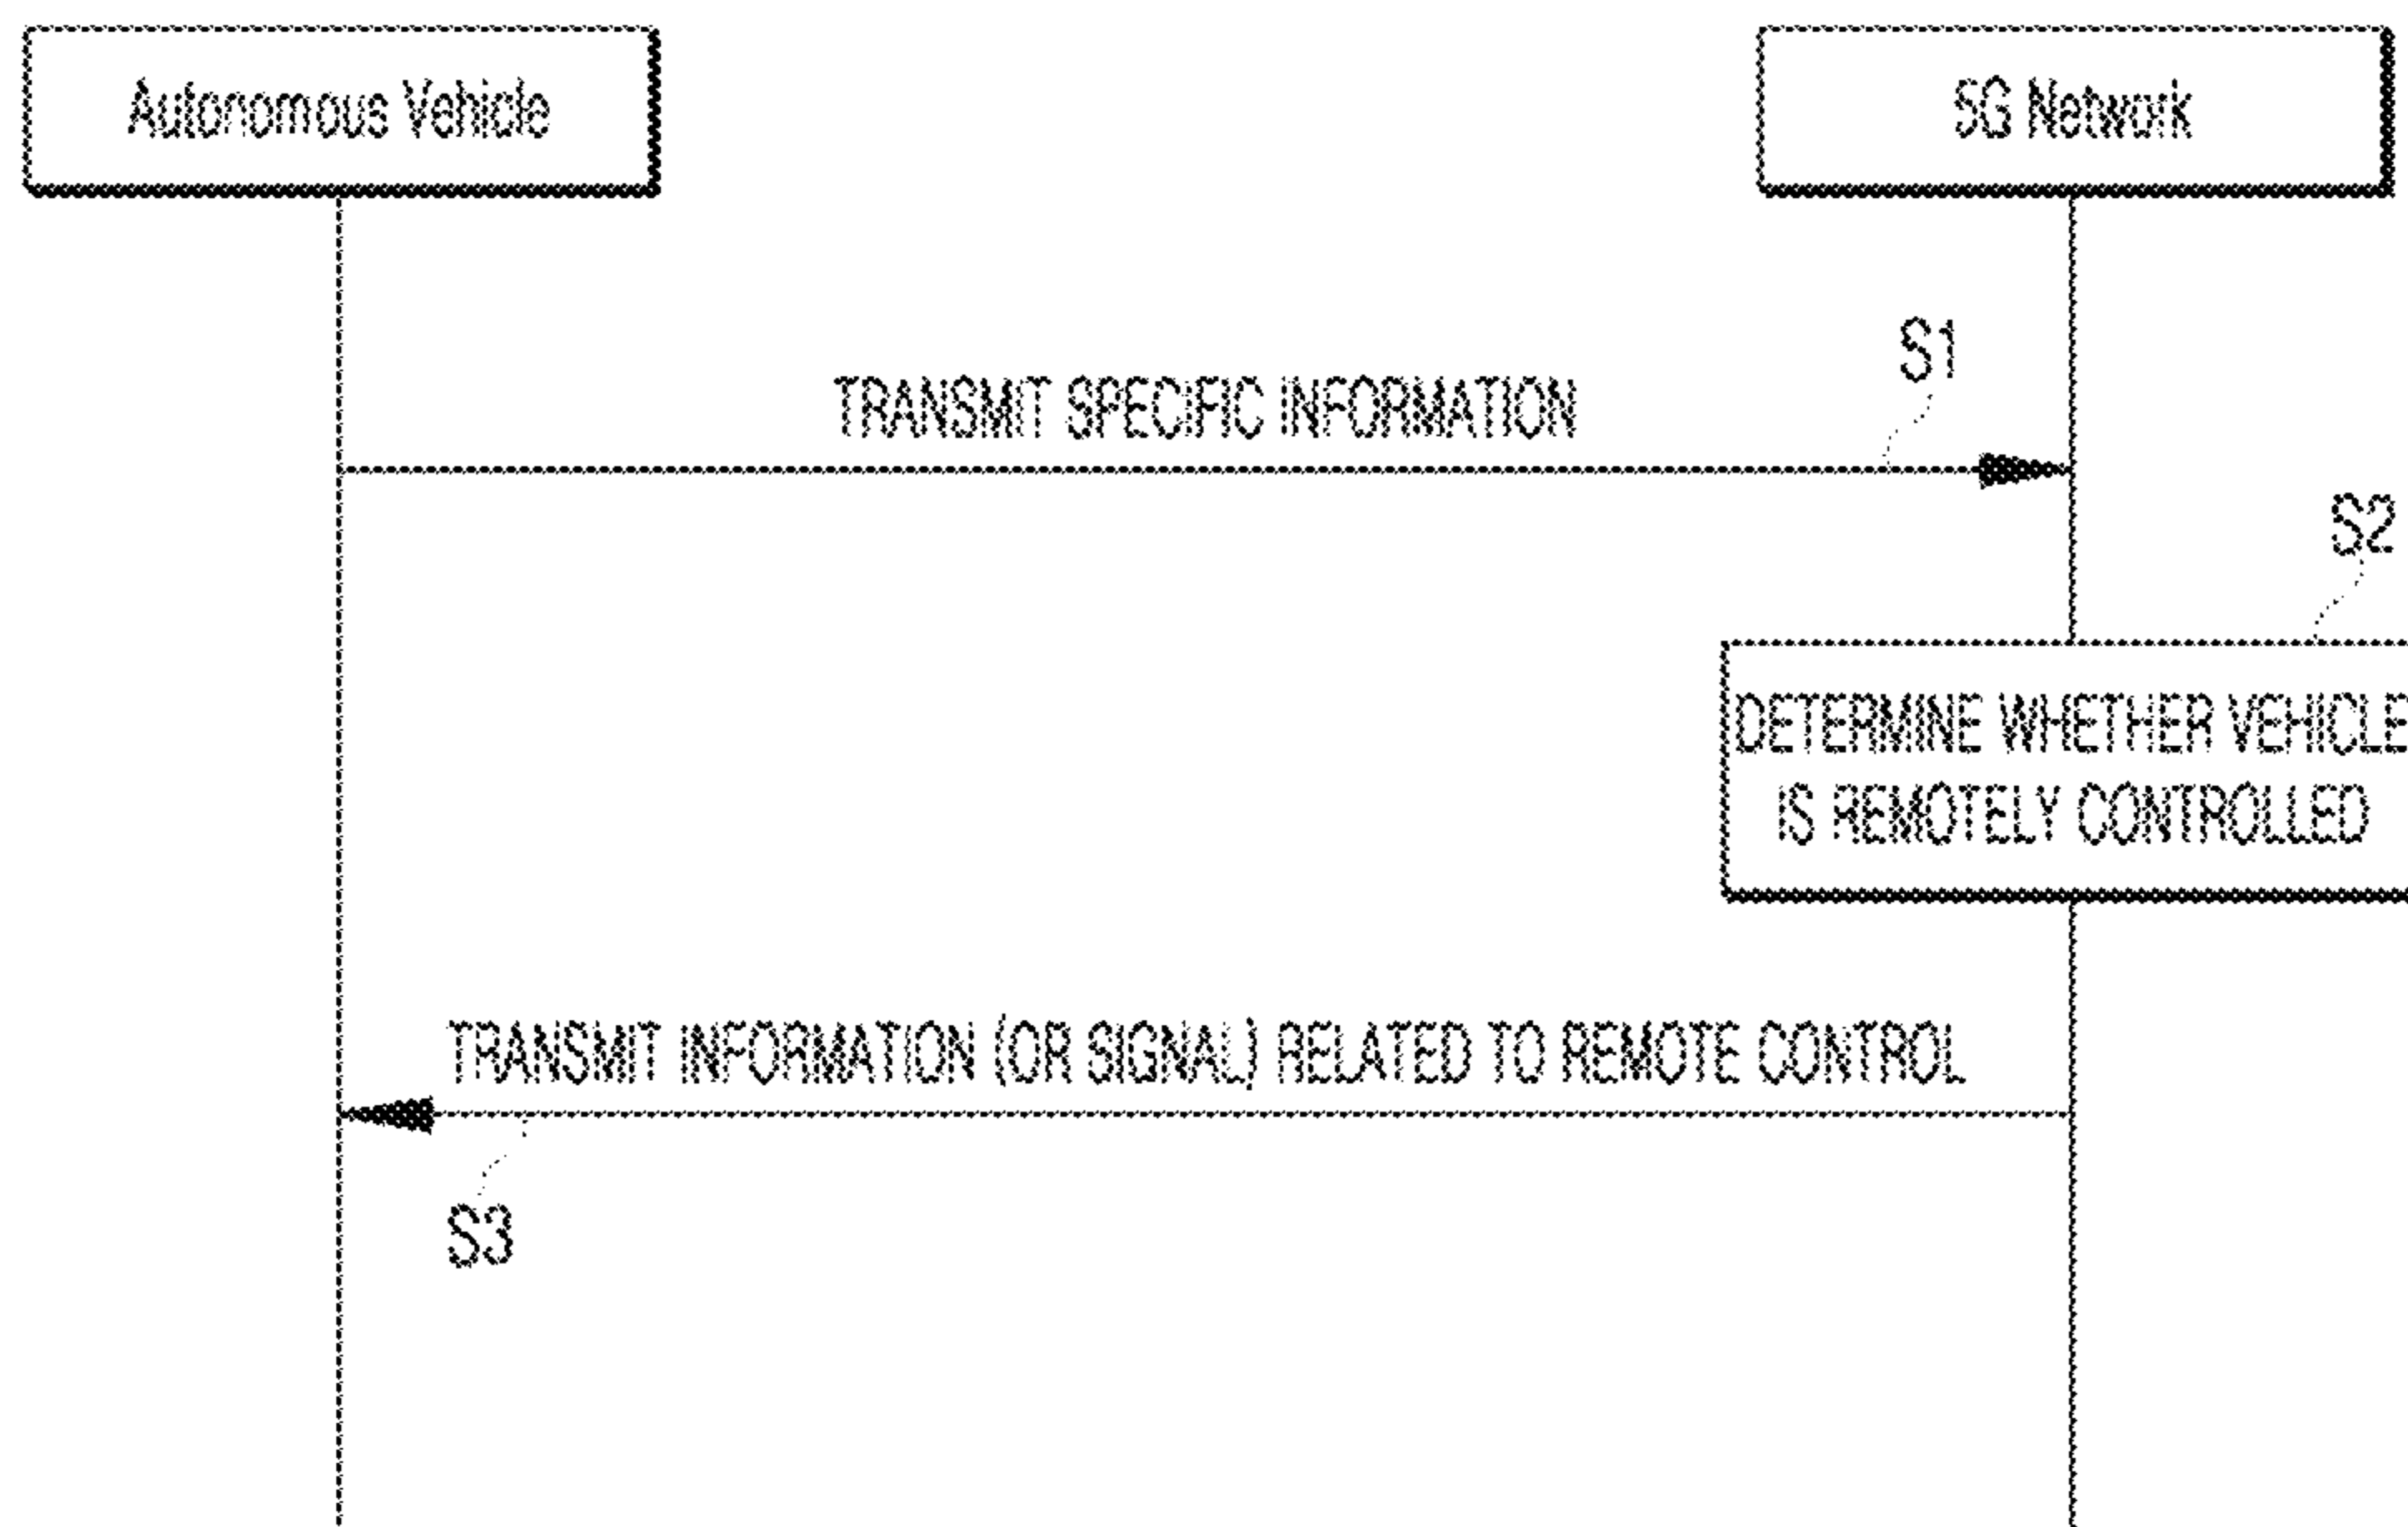 Autonomous Vehicle
5G Network
S1
TRANSMIT SPECIFIC INFORMATION
S2
DETERMINE WHETHER VEHICLE
IS REMOTELY CONTROLLED
TRANSMIT INFORMATION (OR SIGNAL) RELATED TO REMOTE CONTROL
S3